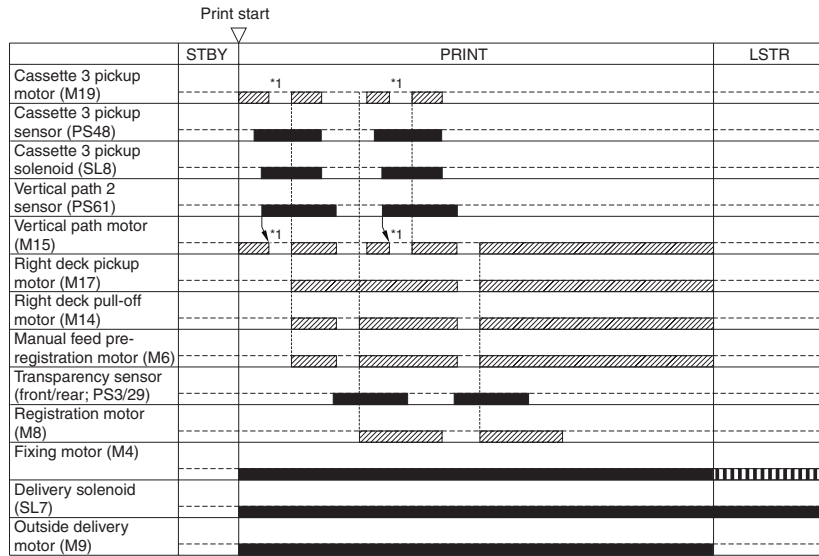 Print start
STBY PRINT LSTR
Cassette 3 pickup
motor (M19)
*1 *1
Cassette 3 pickup
sensor (PS48)
Cassette 3 pickup
solenoid (SL8)
Vertical path 2
sensor (PS61)
Vertical path motor
(M15)
*1 *1
Right deck pickup
motor (M17)
Right deck pull-off
motor (M14)
Manual feed pre-
registration motor (M6)
Transparency sensor
(front/rear; PS3/29)
Registration motor
(M8)
Fixing motor (M4)
Delivery solenoid
(SL7)
Outside delivery
motor (M9)